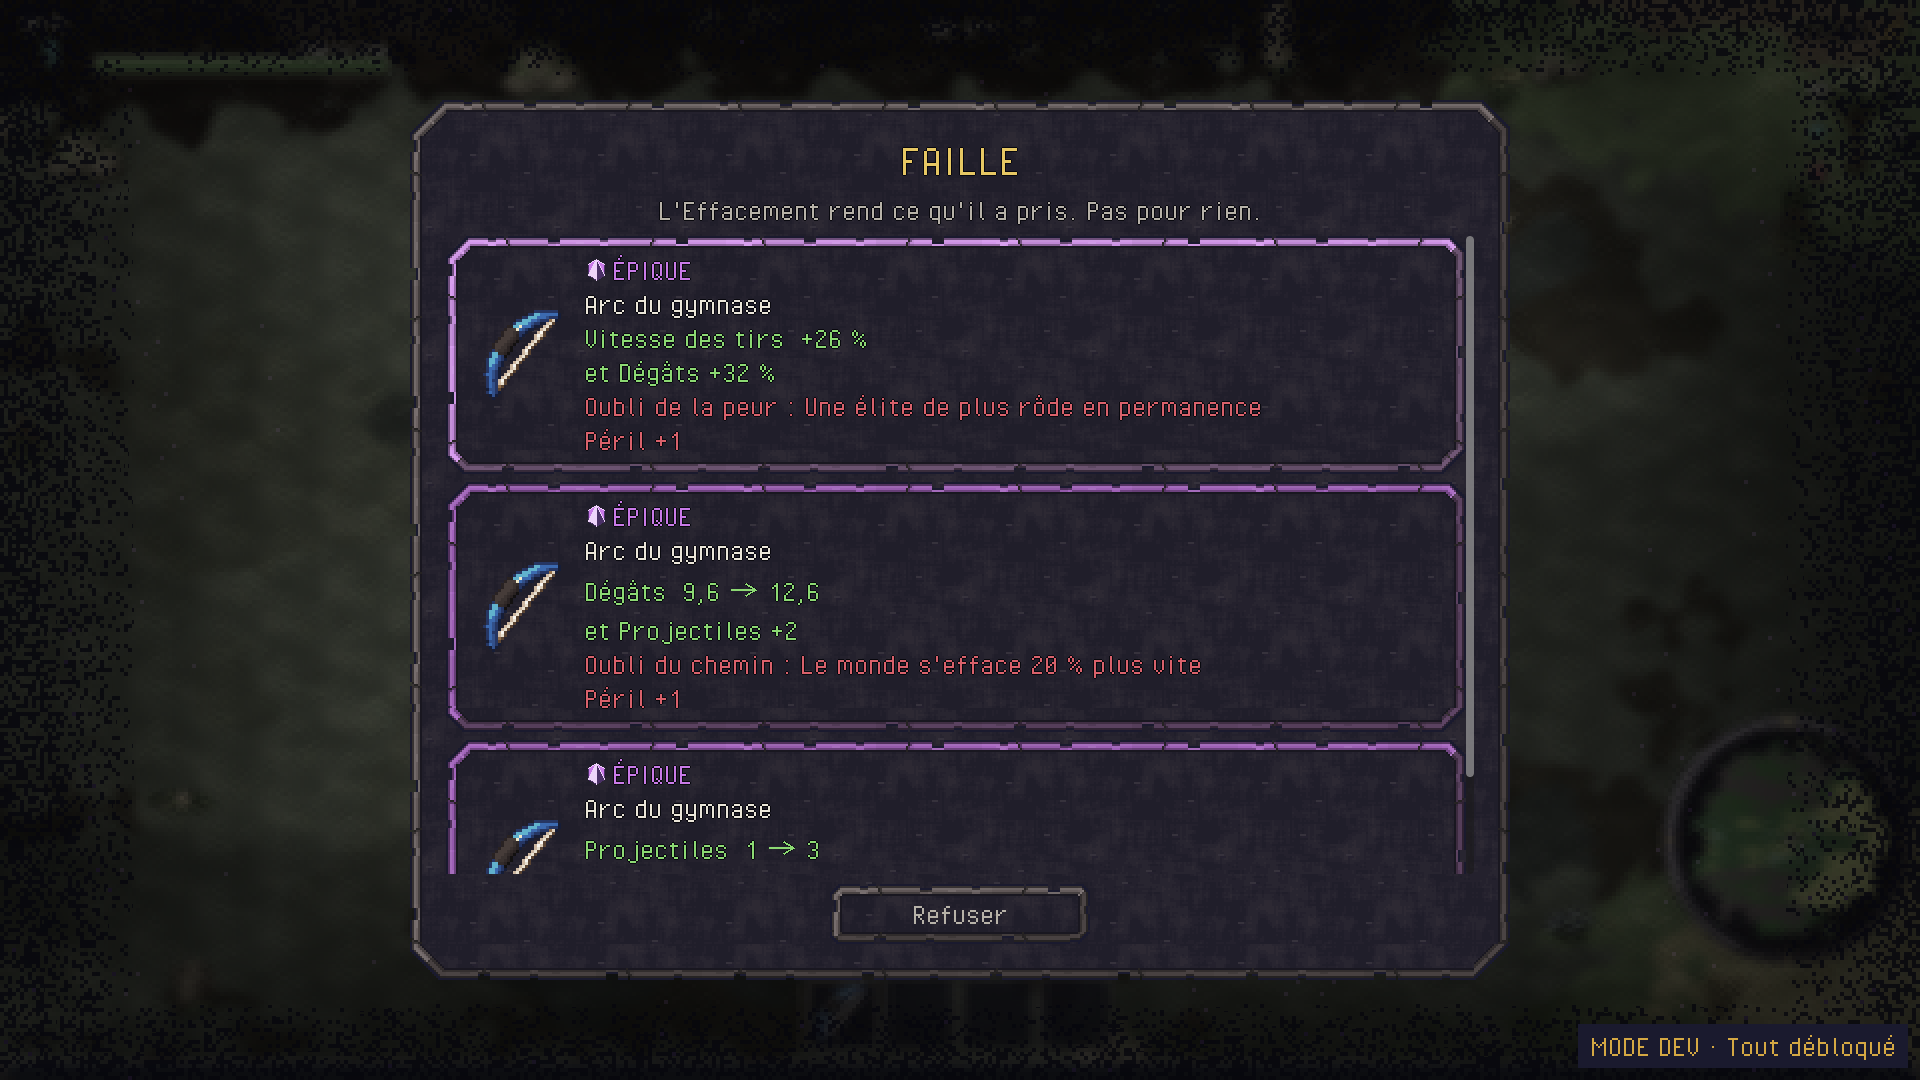 FAILLE
L'Effacement rend ce qu'il a pris. Pas pour rien.
ÉPIQUE
Arc du gymnase
Vitesse des tirs +26 %
et Dégâts +32 %
Oubli de la peur : Une élite de plus rôde en permanence
Péril +1
ÉPIQUE
Arc du gymnase
Dégâts 9,6 → 12,6
et Projectiles +2
Oubli du chemin : Le monde s'efface 20 % plus vite
Péril +1
ÉPIQUE
Arc du gymnase
Projectiles 1 → 3
Refuser
MODE DEV · Tout débloqué